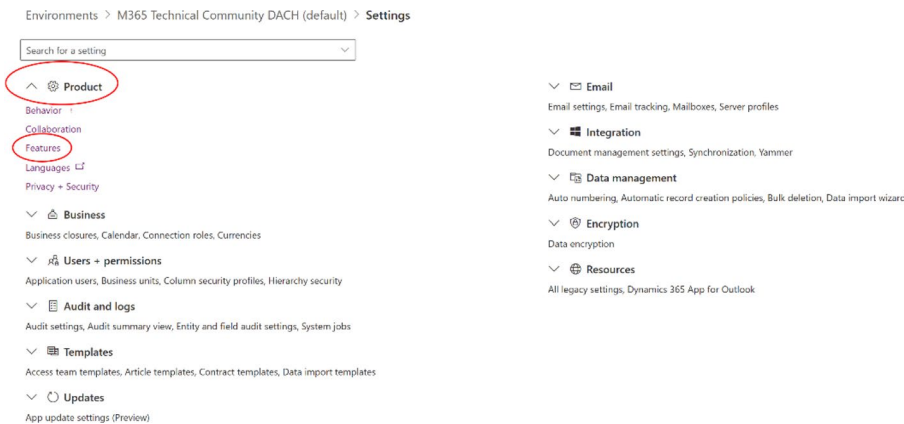 Environments > M365 Technical Community DACH (default) > Settings
Search for a setting
Product
Behavior ↑
Collaboration
Features
Languages
Privacy + Security
Business
Business closures, Calendar, Connection roles, Currencies
Users + permissions
Application users, Business units, Column security profiles, Hierarchy security
Audit and logs
Audit settings, Audit summary view, Entity and field audit settings, System jobs
Templates
Access team templates, Article templates, Contract templates, Data import templates
Updates
App update settings (Preview)
Email
Email settings, Email tracking, Mailboxes, Server profiles
Integration
Document management settings, Synchronization, Yammer
Data management
Auto numbering, Automatic record creation policies, Bulk deletion, Data import wizard
Encryption
Data encryption
Resources
All legacy settings, Dynamics 365 App for Outlook